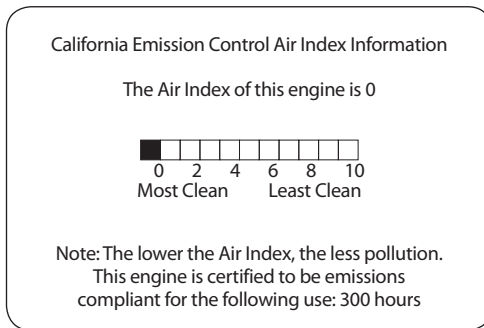 California Emission Control Air Index Information
The Air Index of this engine is 0
0 2 4 6 8 10
Most Clean Least Clean
Note: The lower the Air Index, the less pollution.
This engine is certified to be emissions
compliant for the following use: 300 hours